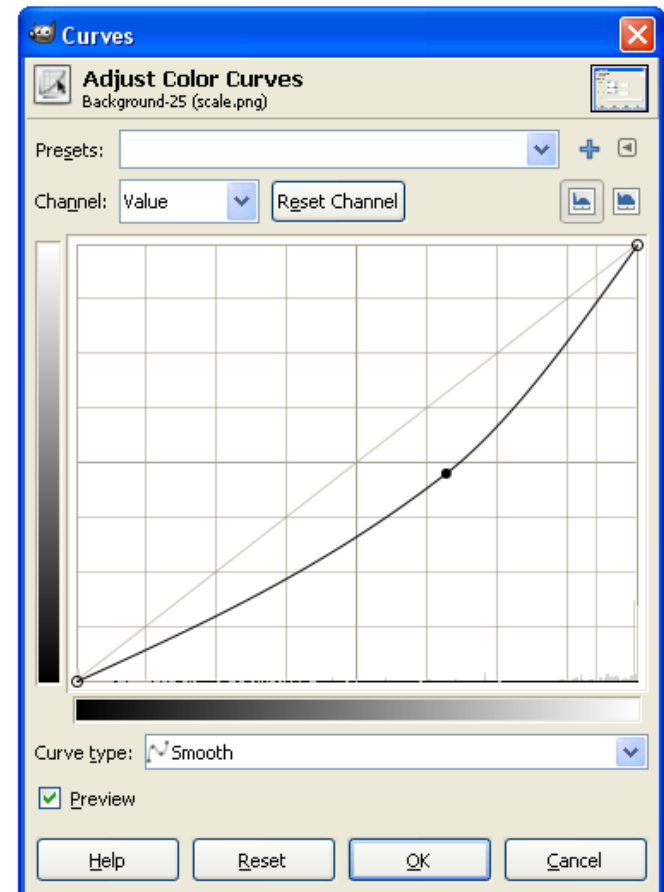 Curves
Adjust Color Curves
Background-25 (scale.png)
Presets:
Channel: Value Reset Channel
Curve type: Smooth
Preview
Help Reset OK Cancel